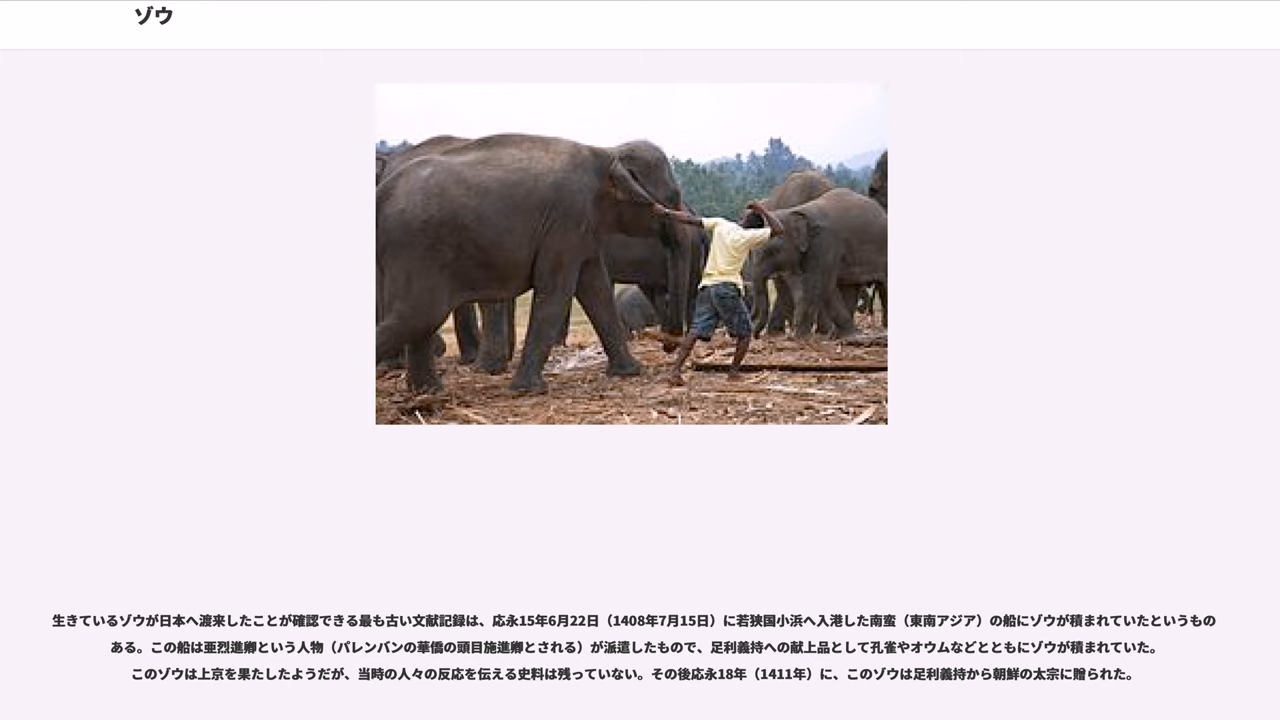 ゾウ
生きているゾウが日本へ渡来したことが確認できる最も古い文献記録は、応永15年6月22日（1408年7月15日）に若狭国小浜へ入港した南蛮（東南アジア）の船にゾウが積まれていたというもの
ある。この船は亜烈進卿という人物（パレンバンの華僑の頭目施進卿とされる）が派遣したもので、足利義持への献上品として孔雀やオウムなどとともにゾウが積まれていた。
このゾウは上京を果たしたようだが、当時の人々の反応を伝える史料は残っていない。その後応永18年（1411年）に、このゾウは足利義持から朝鮮の太宗に贈られた。